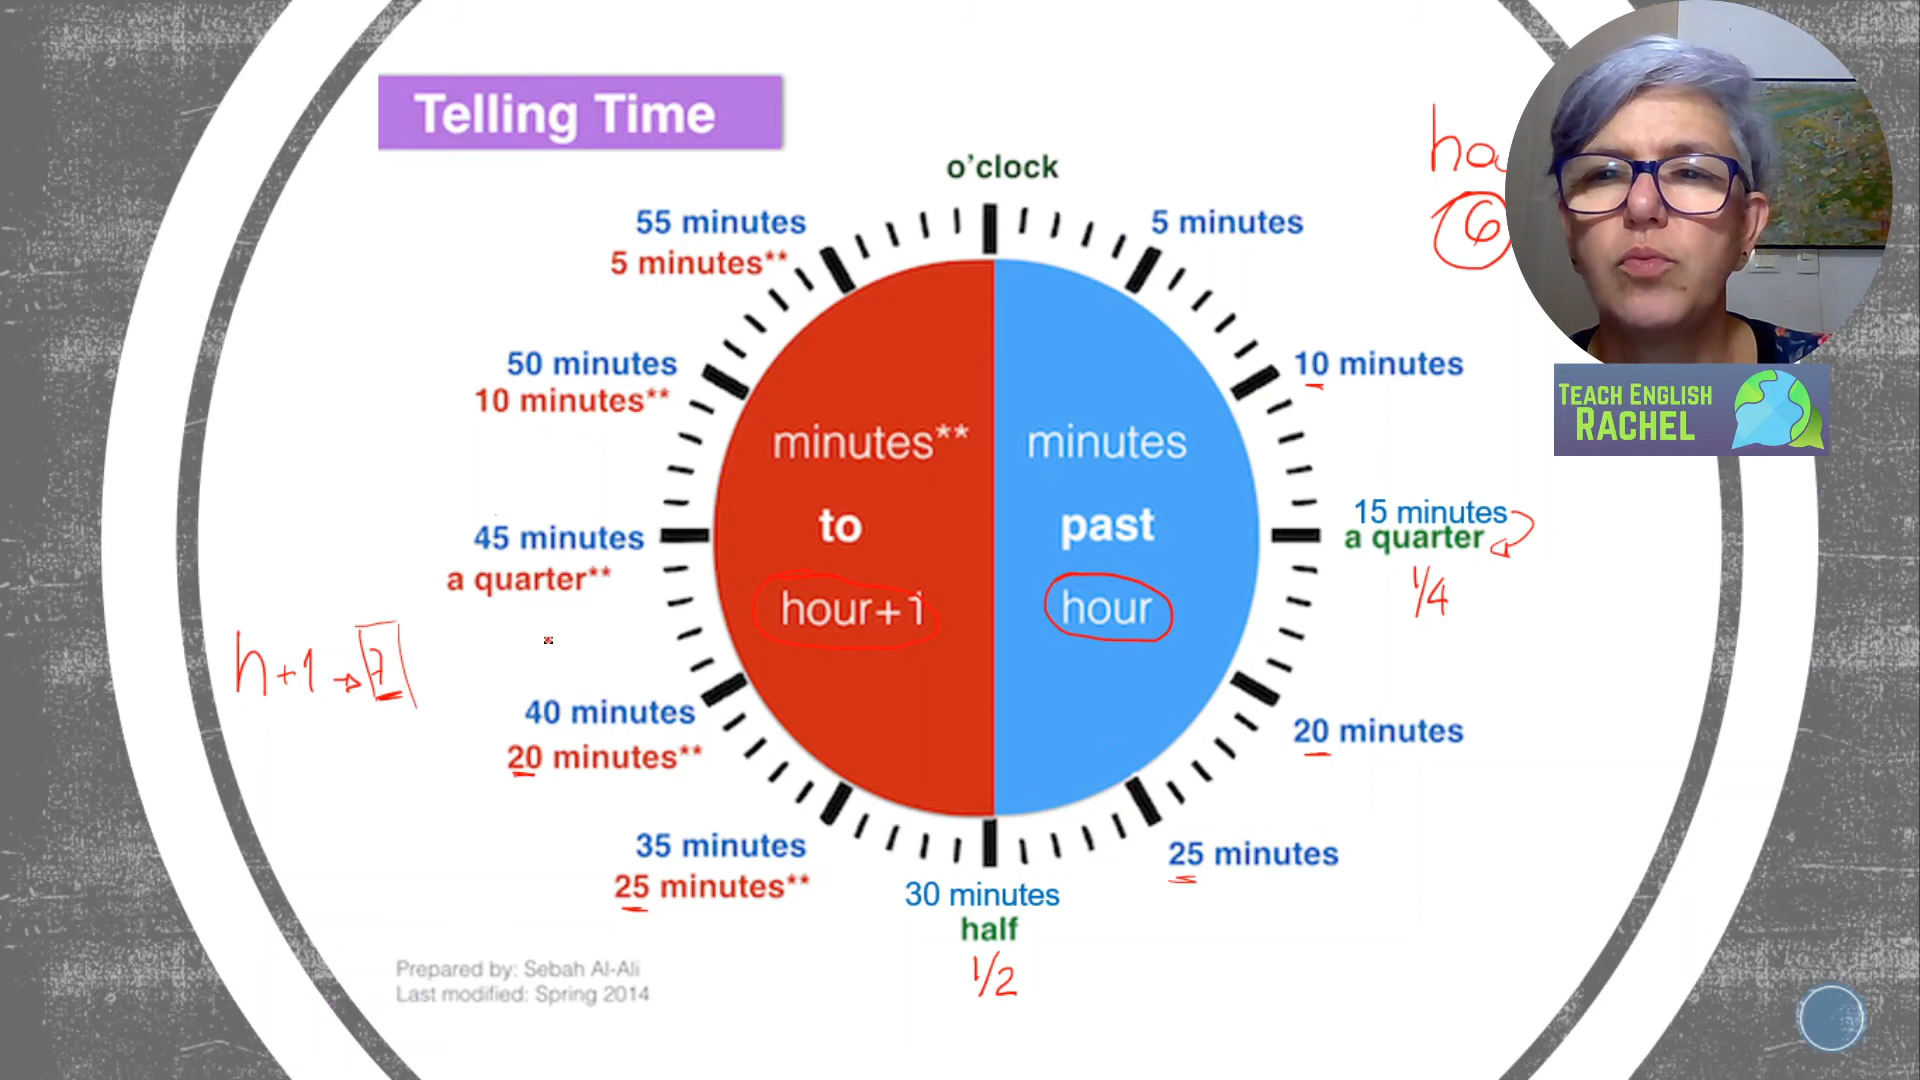 Telling Time
o'clock
55 minutes
5 minutes**
5 minutes
50 minutes
10 minutes**
10 minutes
TEACH ENGLISH
RACHEL
minutes**
to
hour+1
minutes
past
hour
45 minutes
a quarter**
15 minutes
a quarter
1/4
h+1→7
6
40 minutes
20 minutes**
20 minutes
35 minutes
25 minutes**
25 minutes
30 minutes
half
1/2
Prepared by: Sebah Al-Ali
Last modified: Spring 2014